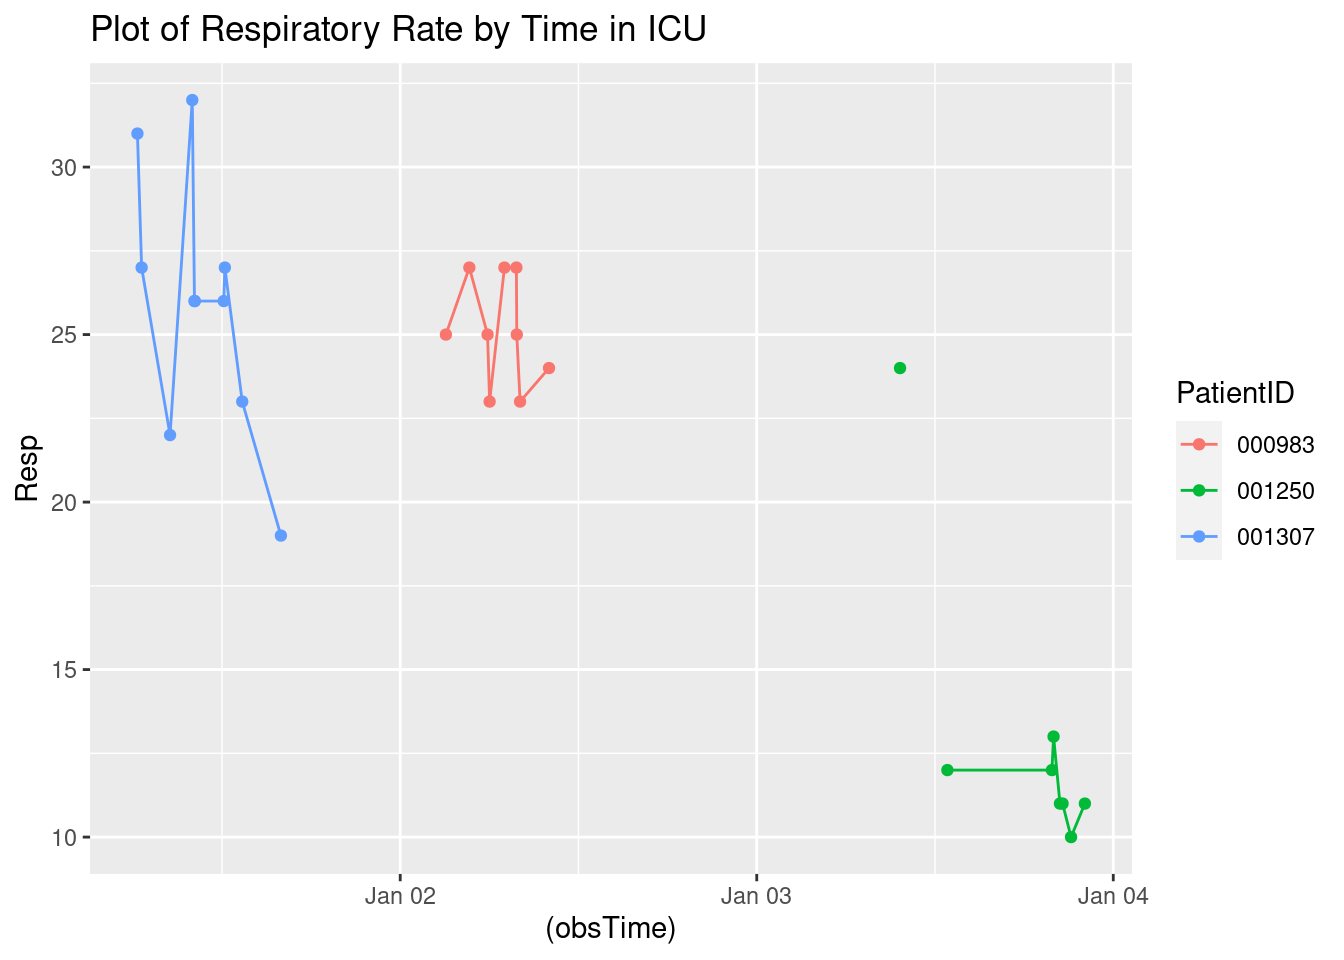 Plot of Respiratory Rate by Time in ICU
Resp
30
25
20
15
10
Jan 02
Jan 03
Jan 04
(obsTime)
PatientID
000983
001250
001307